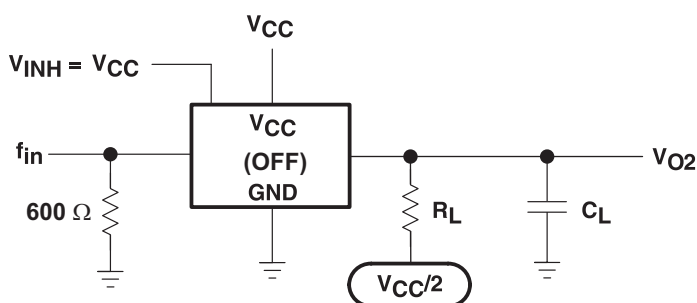 VCC
VINH = VCC
VCC
fin
(OFF)
VO2
GND
600 Ω
RL
CL
VCC/2